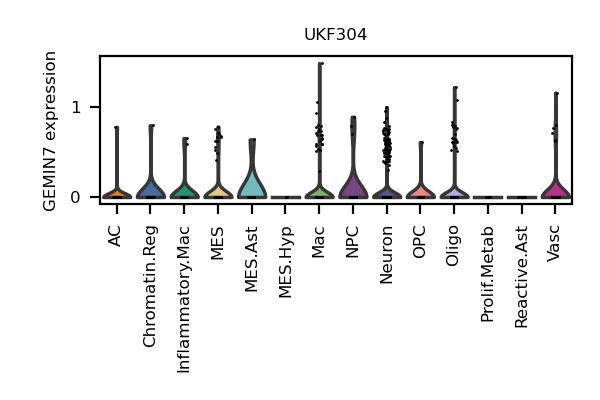 UKF304
GEMIN7 expression
1
0
AC
Chromatin.Reg
Inflammatory.Mac
MES
MES.Ast
MES.Hyp
Mac
NPC
Neuron
OPC
Oligo
Prolif.Metab
Reactive.Ast
Vasc